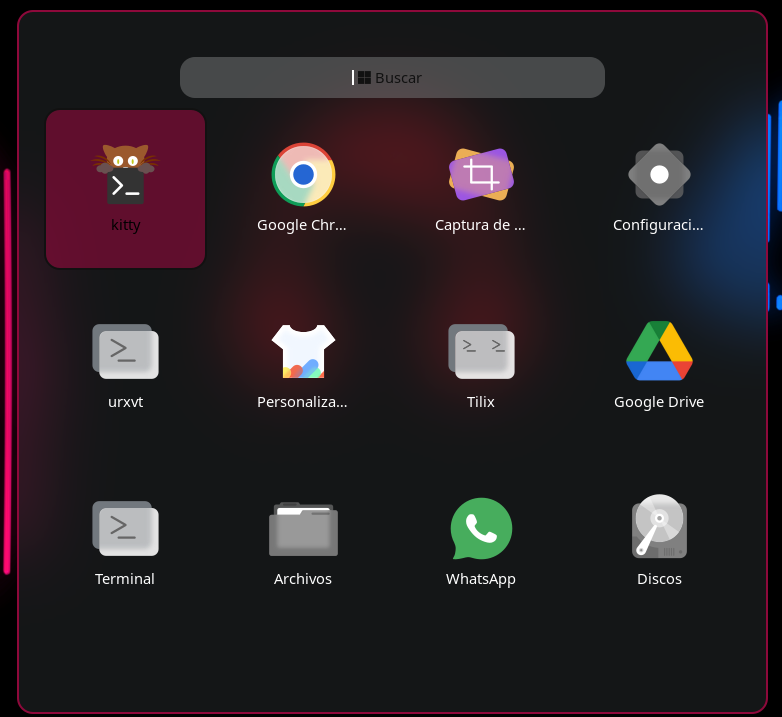 Buscar
kitty
Google Chr...
Captura de ...
Configuraci...
urxvt
Personaliza...
Tilix
Google Drive
Terminal
Archivos
WhatsApp
Discos